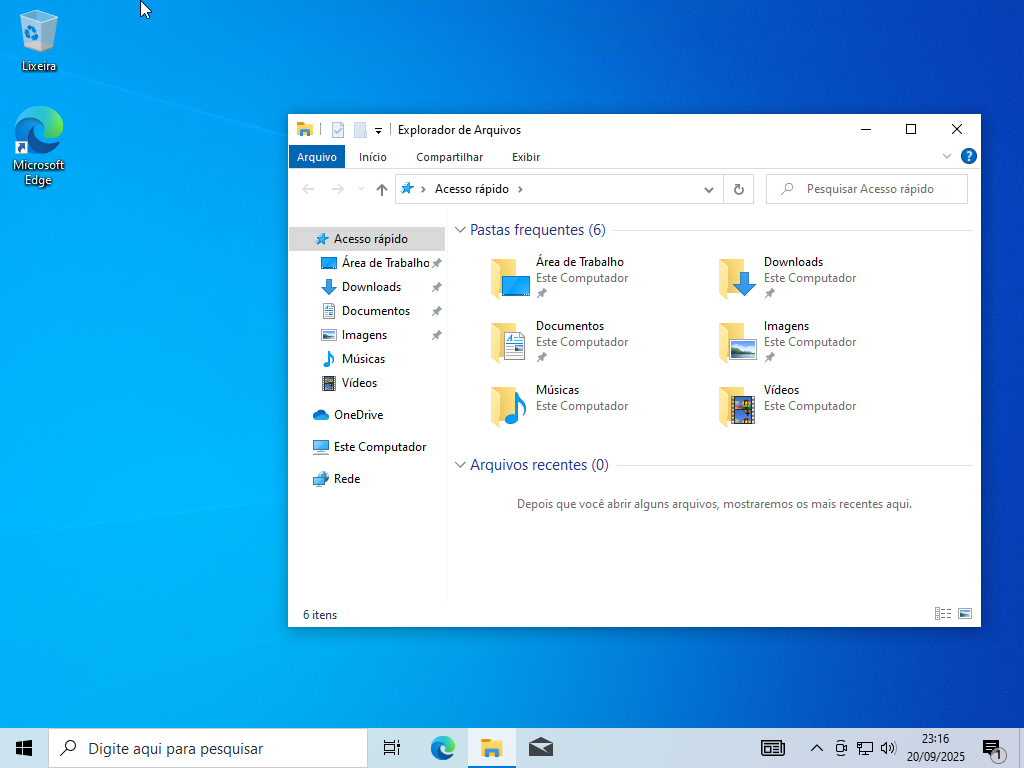 Lixeira
Microsoft
Edge
Explorador de Arquivos
Arquivo
Início
Compartilhar
Exibir
Acesso rápido
Pesquisar Acesso rápido
Acesso rápido
Área de Trabalho
Downloads
Documentos
Imagens
Músicas
Vídeos
OneDrive
Este Computador
Rede
Pastas frequentes (6)
Área de Trabalho
Este Computador
Downloads
Este Computador
Documentos
Este Computador
Imagens
Este Computador
Músicas
Este Computador
Vídeos
Este Computador
Arquivos recentes (0)
Depois que você abrir alguns arquivos, mostraremos os mais recentes aqui.
6 itens
Digite aqui para pesquisar
23:16
20/09/2025
1